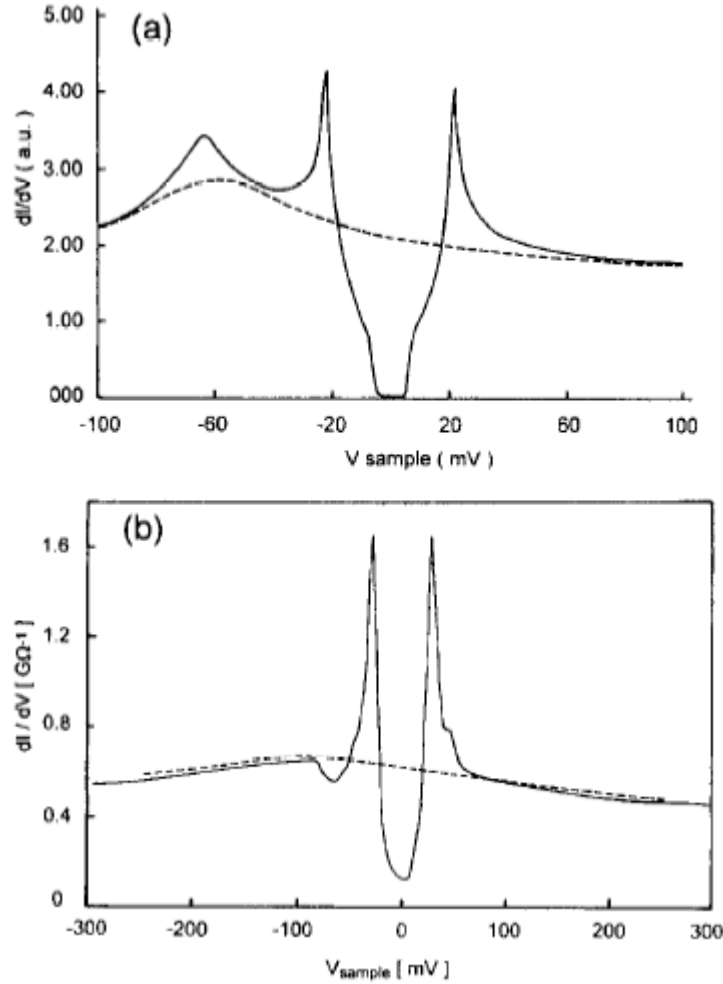 (a)
5.00
4.00
3.00
2.00
1.00
000
dI/dV ( a.u. )
-100 -60 -20 20 60 100
V sample ( mV )
(b)
1.6
1.2
0.8
0.4
0
dI / dV [ GΩ-1 ]
-300 -200 -100 0 100 200 300
Vsample [ mV ]